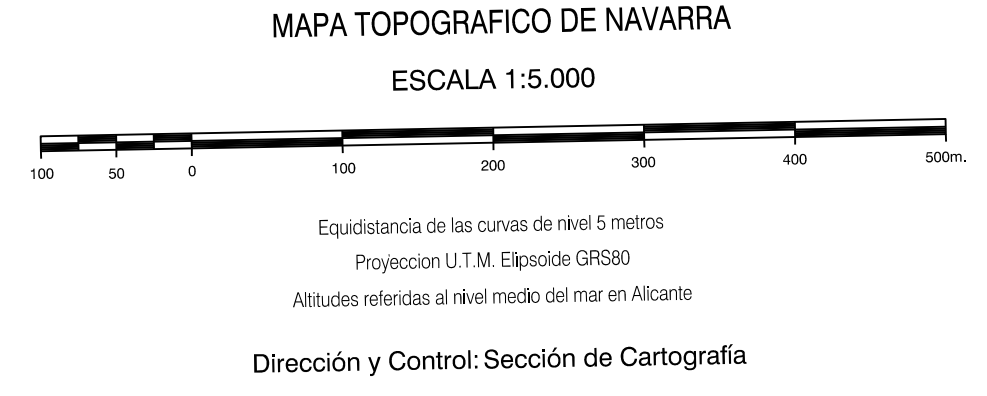 MAPA TOPOGRAFICO DE NAVARRA
ESCALA 1:5.000
100 50 0 100 200 300 400 500m.
Equidistancia de las curvas de nivel 5 metros
Proyeccion U.T.M. Elipsoide GRS80
Altitudes referidas al nivel medio del mar en Alicante
Dirección y Control: Sección de Cartografía